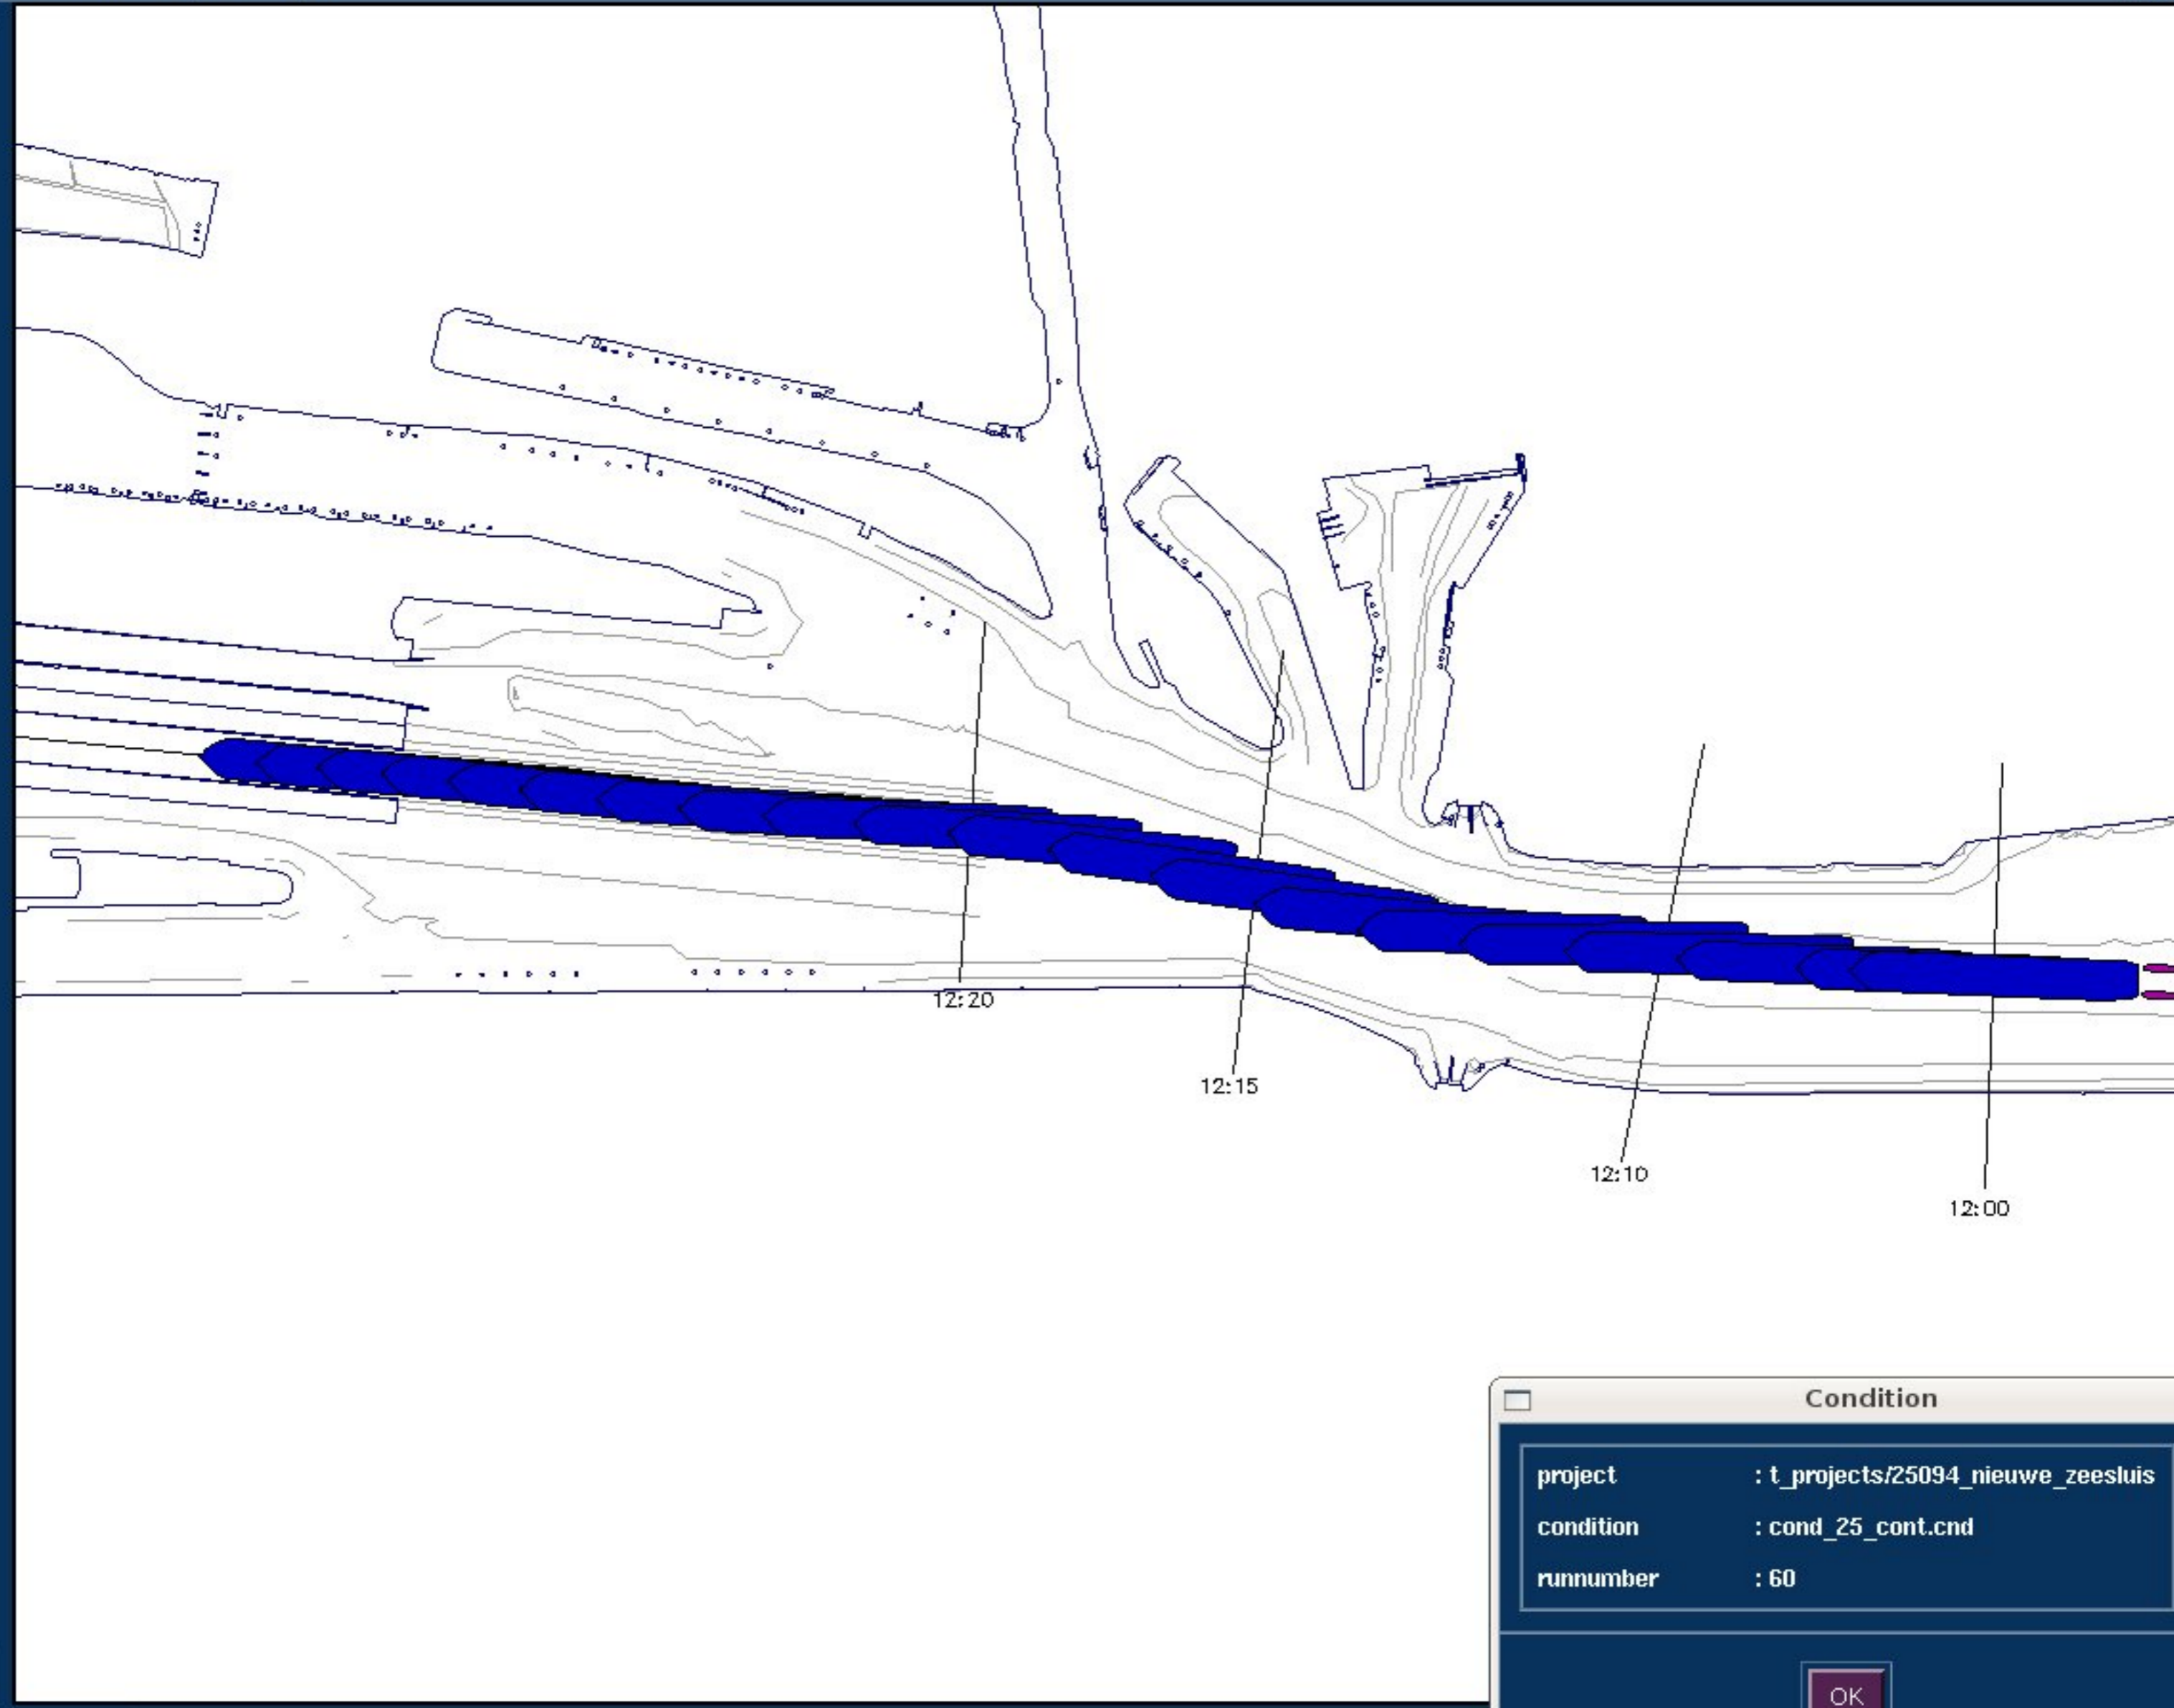 12:20
12:15
12:10
12:00
Condition
project : t_projects/25094_nieuwe_zeesluis
condition : cond_25_cont.cnd
runnumber : 60
OK